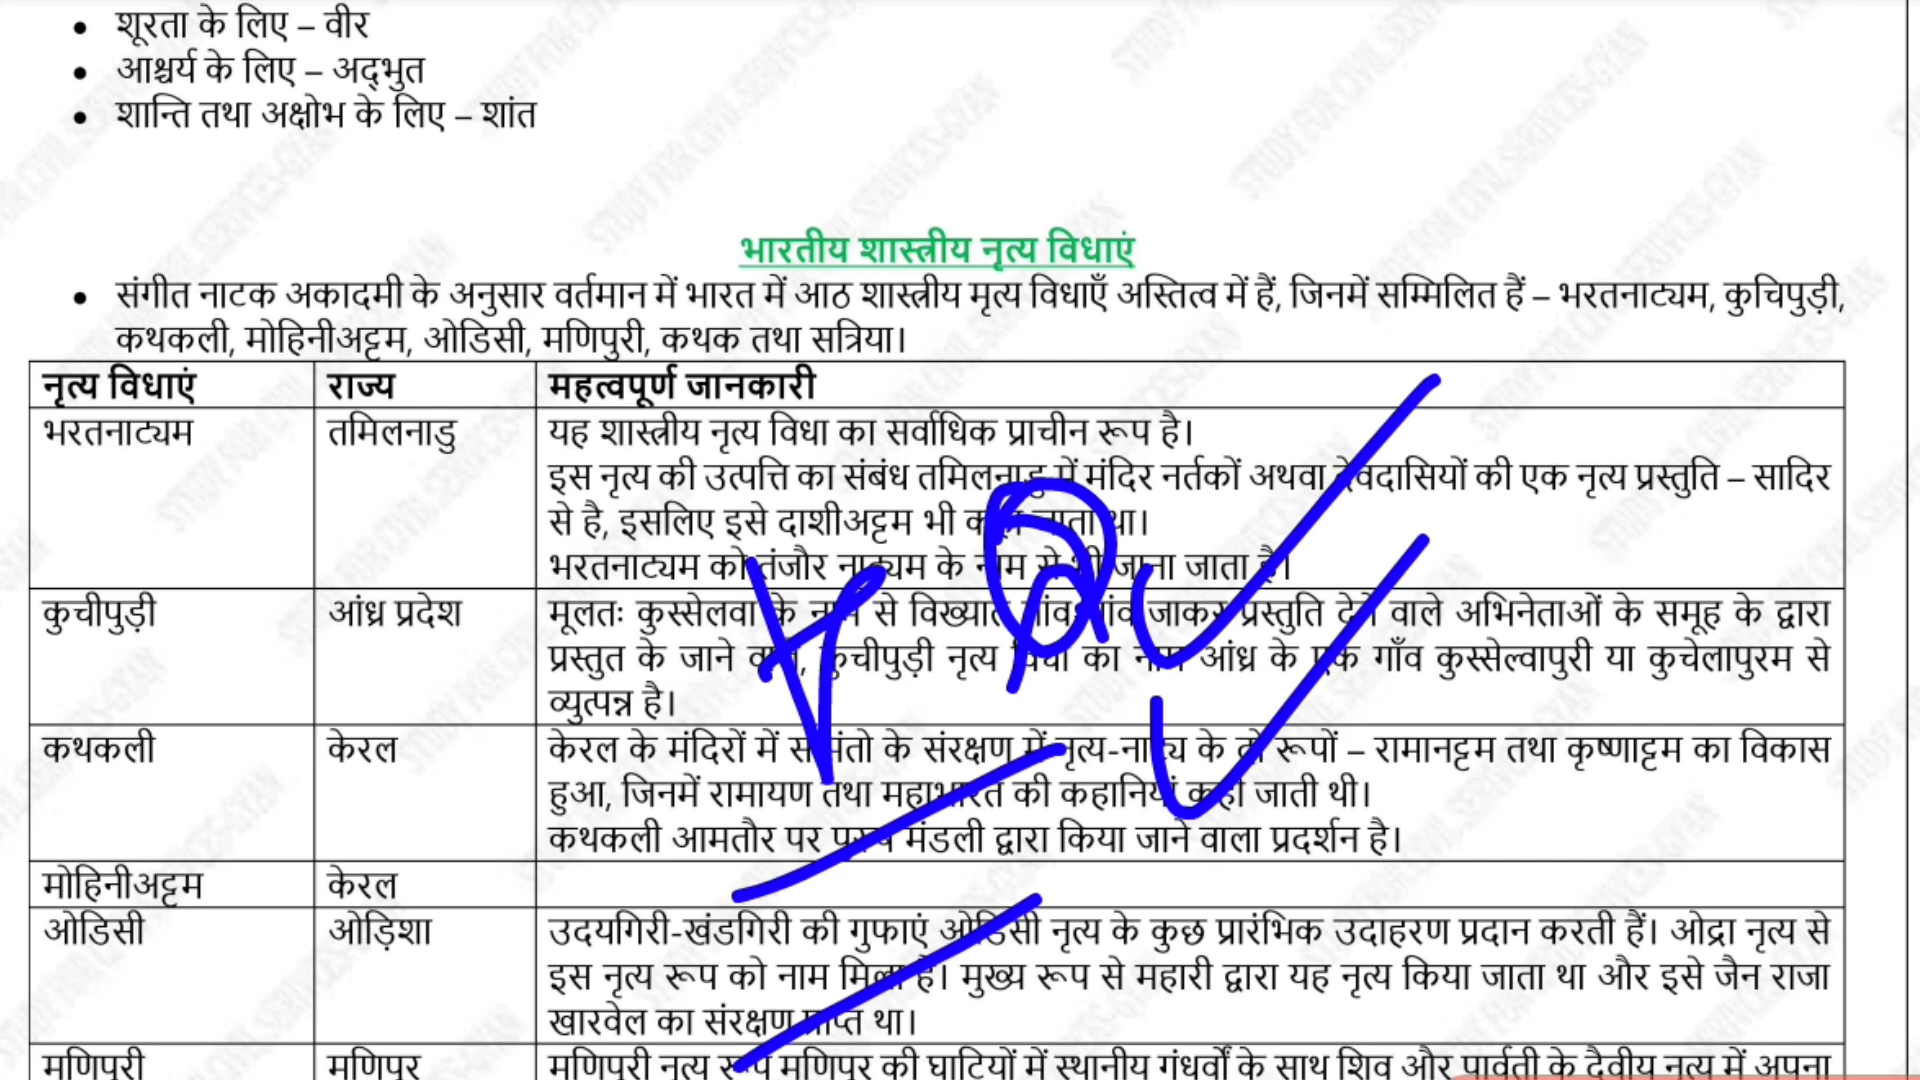 • शूरता के लिए – वीर
• आश्चर्य के लिए – अद्भुत
• शान्ति तथा अक्षोभ के लिए – शांत
भारतीय शास्त्रीय नृत्य विधाएं
• संगीत नाटक अकादमी के अनुसार वर्तमान में भारत में आठ शास्त्रीय मृत्य विधाएँ अस्तित्व में हैं, जिनमें सम्मिलित हैं – भरतनाट्यम, कुचिपुड़ी,
कथकली, मोहिनीअट्टम, ओडिसी, मणिपुरी, कथक तथा सत्रिया।
नृत्य विधाएं राज्य महत्वपूर्ण जानकारी
भरतनाट्यम तमिलनाडु यह शास्त्रीय नृत्य विधा का सर्वाधिक प्राचीन रूप है।
इस नृत्य की उत्पत्ति का संबंध तमिलनाडु में मंदिर नर्तकों अथवा देवदासियों की एक नृत्य प्रस्तुति – सादिर
से है, इसलिए इसे दाशीअट्टम भी कहा जाता था।
भरतनाट्यम को तंजौर नाट्यम के नाम से भी जाना जाता है।
कुचीपुड़ी आंध्र प्रदेश मूलतः कुस्सेलवा के नाम से विख्यात गांव-गांव जाकर प्रस्तुति देने वाले अभिनेताओं के समूह के द्वारा
प्रस्तुत के जाने वाले, कुचीपुड़ी नृत्य विधा का नाम आंध्र के एक गाँव कुस्सेल्वापुरी या कुचेलापुरम से
व्युत्पन्न है।
कथकली केरल केरल के मंदिरों में सामंतो के संरक्षण में नृत्य-नाट्य के दो रूपों – रामानट्टम तथा कृष्णाट्टम का विकास
हुआ, जिनमें रामायण तथा महाभारत की कहानियां कही जाती थी।
कथकली आमतौर पर पुरुष मंडली द्वारा किया जाने वाला प्रदर्शन है।
मोहिनीअट्टम केरल
ओडिसी ओड़िशा उदयगिरी-खंडगिरी की गुफाएं ओडिसी नृत्य के कुछ प्रारंभिक उदाहरण प्रदान करती हैं। ओद्रा नृत्य से
इस नृत्य रूप को नाम मिला है। मुख्य रूप से महारी द्वारा यह नृत्य किया जाता था और इसे जैन राजा
खारवेल का संरक्षण प्राप्त था।
मणिपुरी मणिपुर मणिपुरी नृत्य रूप मणिपुर की घाटियों में स्थानीय गंधर्वों के साथ शिव और पार्वती के दैवीय नृत्य में अपना
STUDY FOR CIVIL SERVICES-GYAN